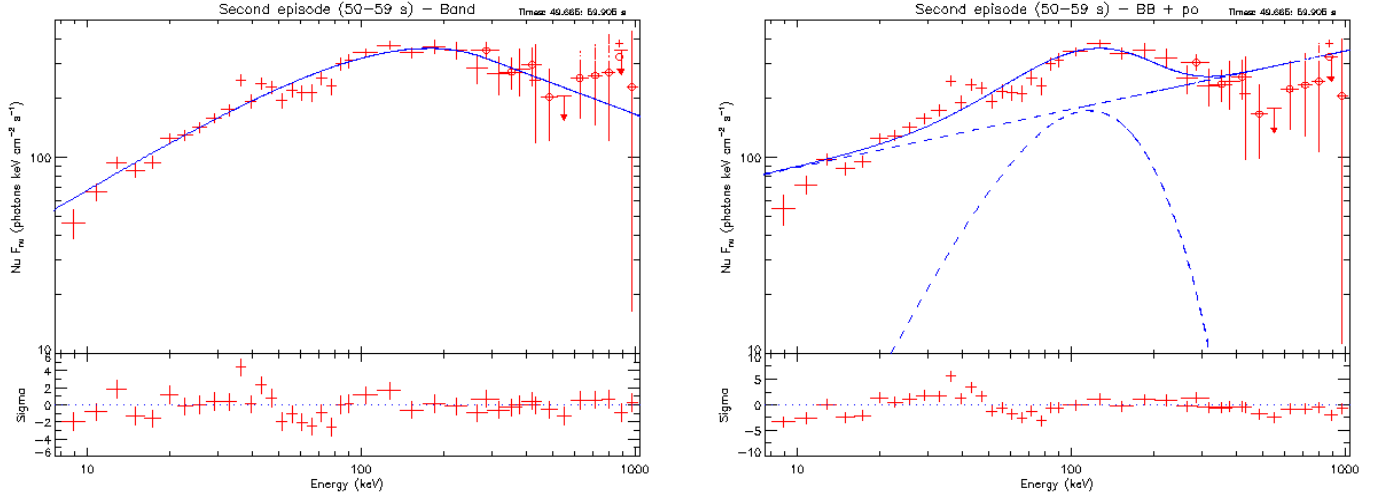 Second episode (50-59 s) - Band
Times: 49.665: 59.905 s
Nu Fnu (photons keV cm-2 s-1)
100
10
6
4
2
0
-2
-4
-6
Sigma
10
100
1000
Energy (keV)
Second episode (50-59 s) - BB + po
Times: 49.665: 59.905 s
Nu Fnu (photons keV cm-2 s-1)
100
10
10
5
0
-5
-10
Sigma
10
100
1000
Energy (keV)